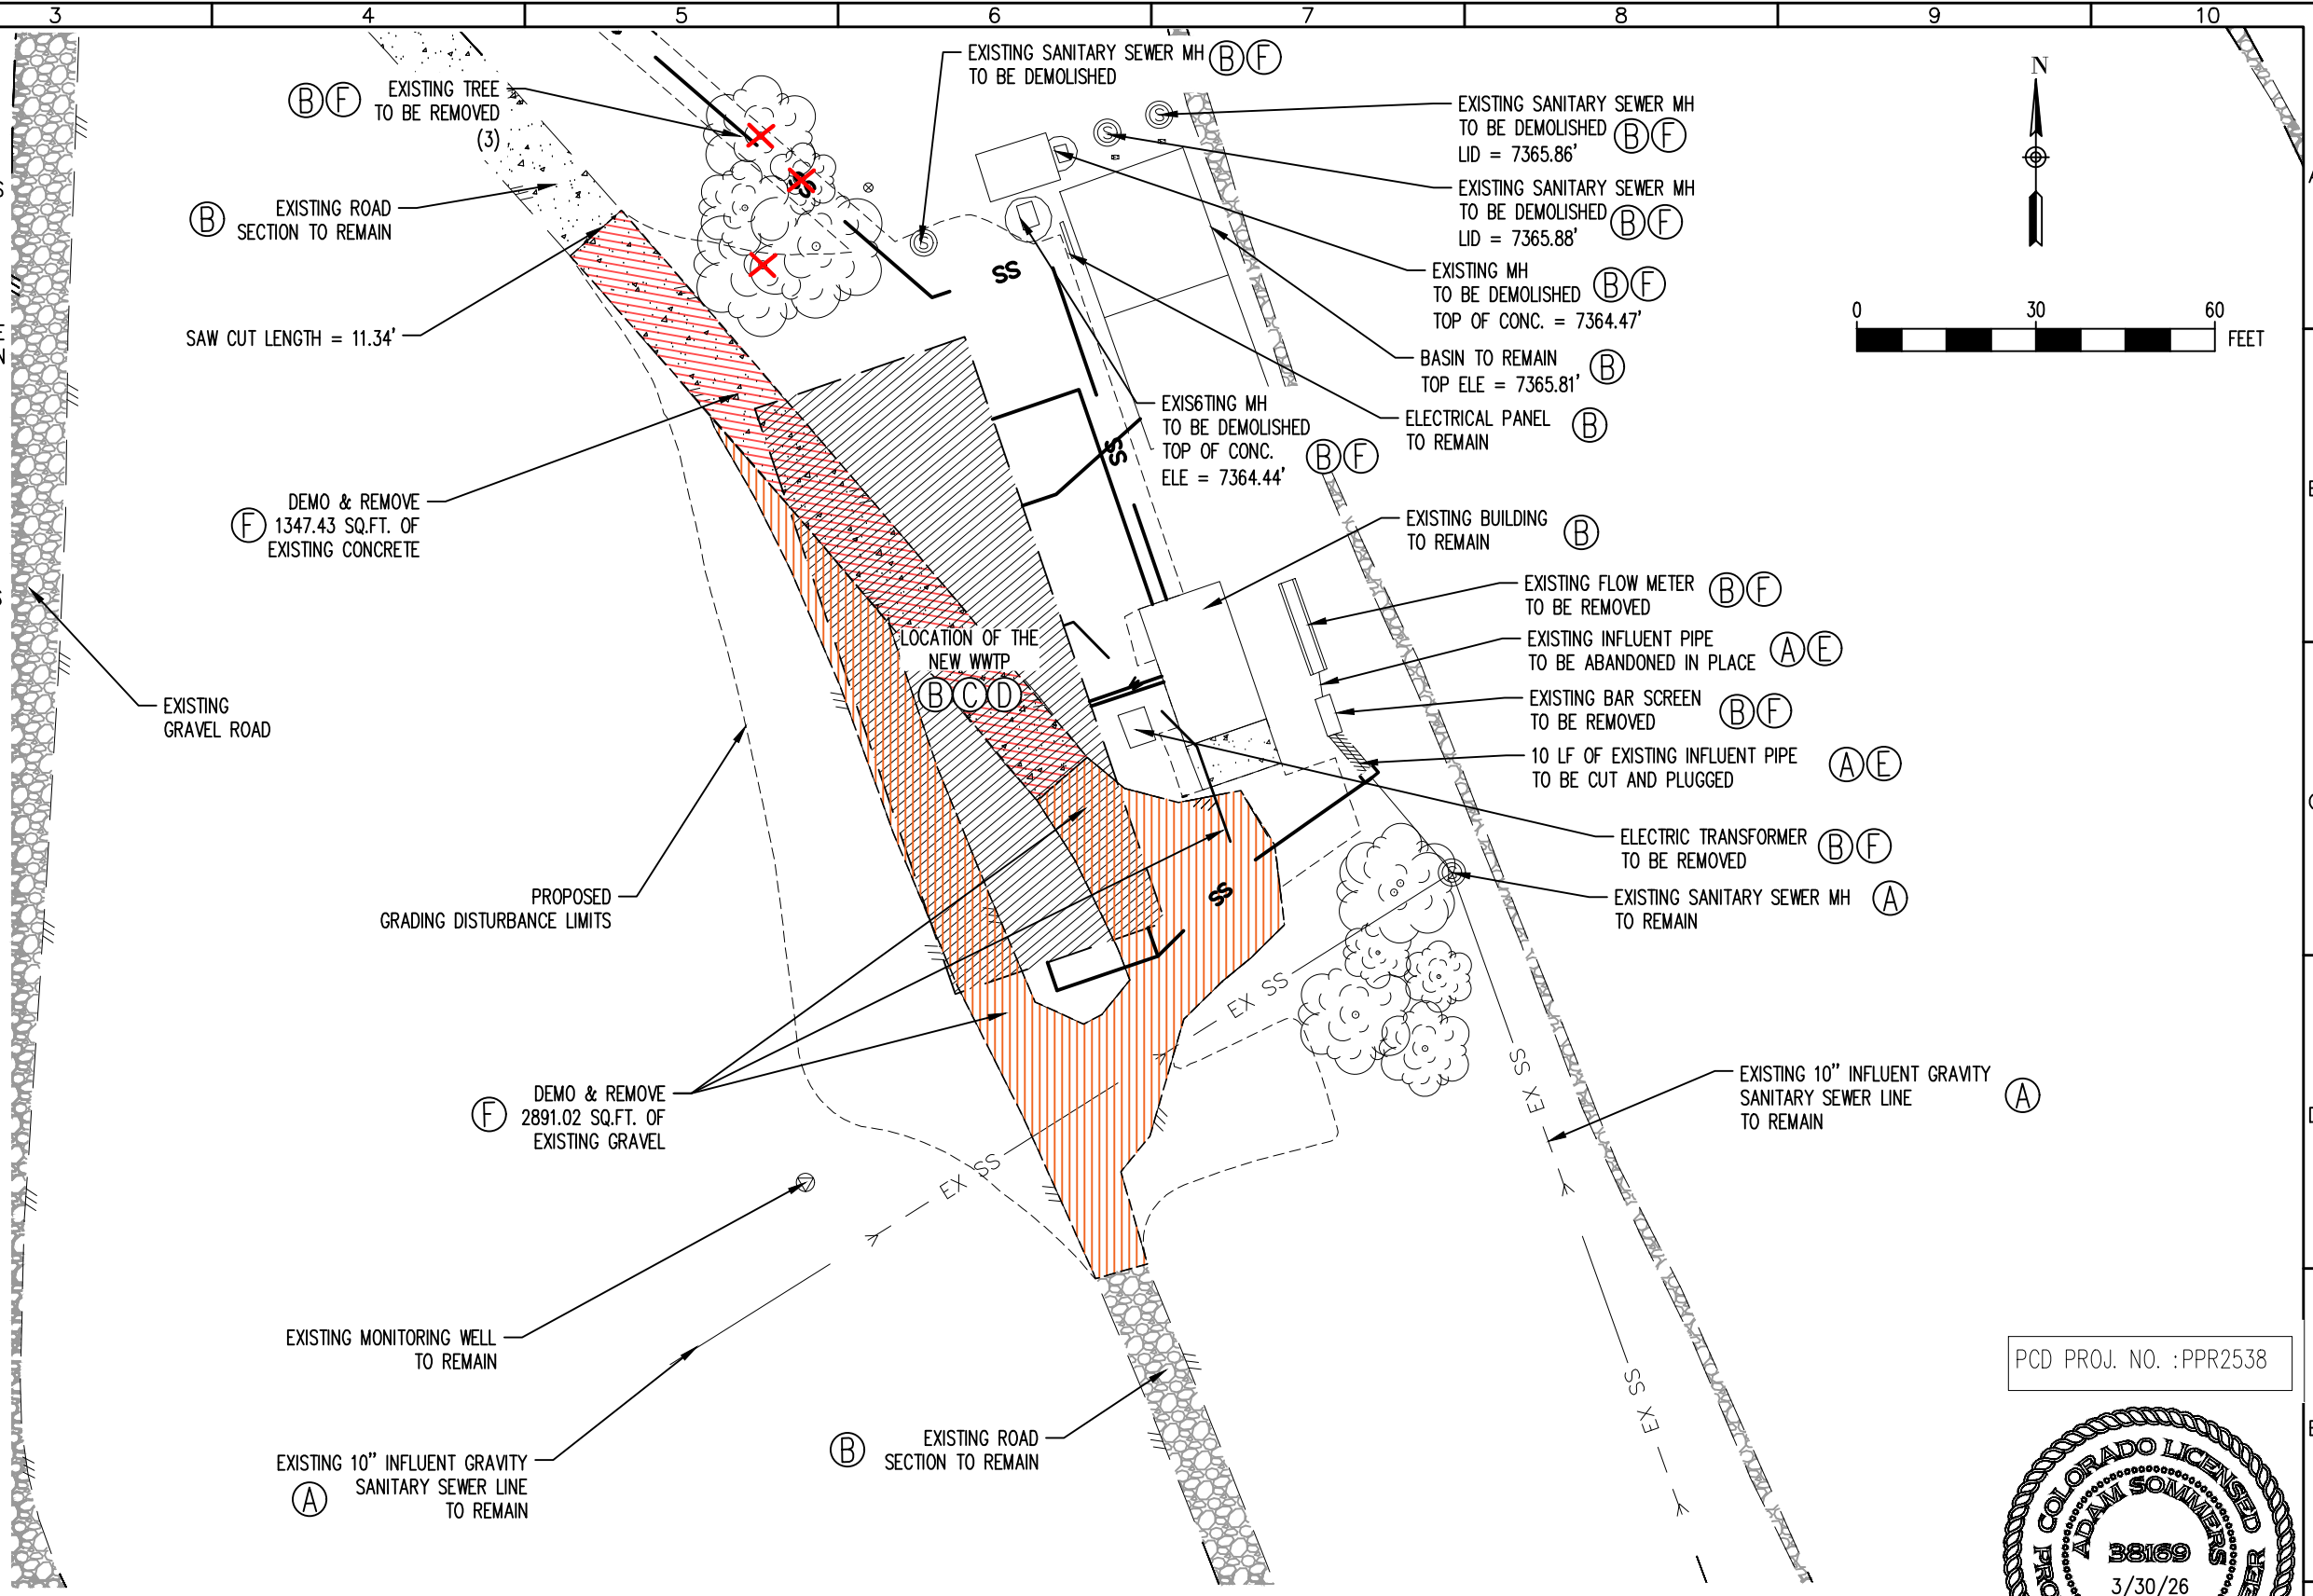 3 4 5 6 7 8 9 10
EXISTING SANITARY SEWER MH B F
TO BE DEMOLISHED
B F EXISTING TREE
TO BE REMOVED
(3)
B EXISTING ROAD
SECTION TO REMAIN
SAW CUT LENGTH = 11.34'
EXISTING SANITARY SEWER MH
TO BE DEMOLISHED B F
LID = 7365.86'
EXISTING SANITARY SEWER MH
TO BE DEMOLISHED B F
LID = 7365.88'
EXISTING MH
TO BE DEMOLISHED B F
TOP OF CONC. = 7364.47'
BASIN TO REMAIN
TOP ELE = 7365.81' B
ELECTRICAL PANEL
TO REMAIN B
EXIS6TING MH
TO BE DEMOLISHED
TOP OF CONC. B F
ELE = 7364.44'
N
0 30 60
FEET
SS
SS
SS
SS
DEMO & REMOVE
F 1347.43 SQ.FT. OF
EXISTING CONCRETE
EXISTING BUILDING
TO REMAIN B
EXISTING FLOW METER
TO BE REMOVED B F
EXISTING INFLUENT PIPE
TO BE ABANDONED IN PLACE A E
EXISTING BAR SCREEN
TO BE REMOVED B F
10 LF OF EXISTING INFLUENT PIPE
TO BE CUT AND PLUGGED A E
ELECTRIC TRANSFORMER
TO BE REMOVED B F
EXISTING SANITARY SEWER MH
TO REMAIN A
LOCATION OF THE
NEW WWTP
B C D
EXISTING
GRAVEL ROAD
PROPOSED
GRADING DISTURBANCE LIMITS
EX SS
EX SS
EX SS
EX SS
DEMO & REMOVE
F 2891.02 SQ.FT. OF
EXISTING GRAVEL
EXISTING 10" INFLUENT GRAVITY
SANITARY SEWER LINE A
TO REMAIN
EXISTING MONITORING WELL
TO REMAIN
EXISTING 10" INFLUENT GRAVITY
A SANITARY SEWER LINE
TO REMAIN
B EXISTING ROAD
SECTION TO REMAIN
PCD PROJ. NO. :PPR2538
COLORADO LICENSED
ADAM SOMMERS
38169
3/30/26